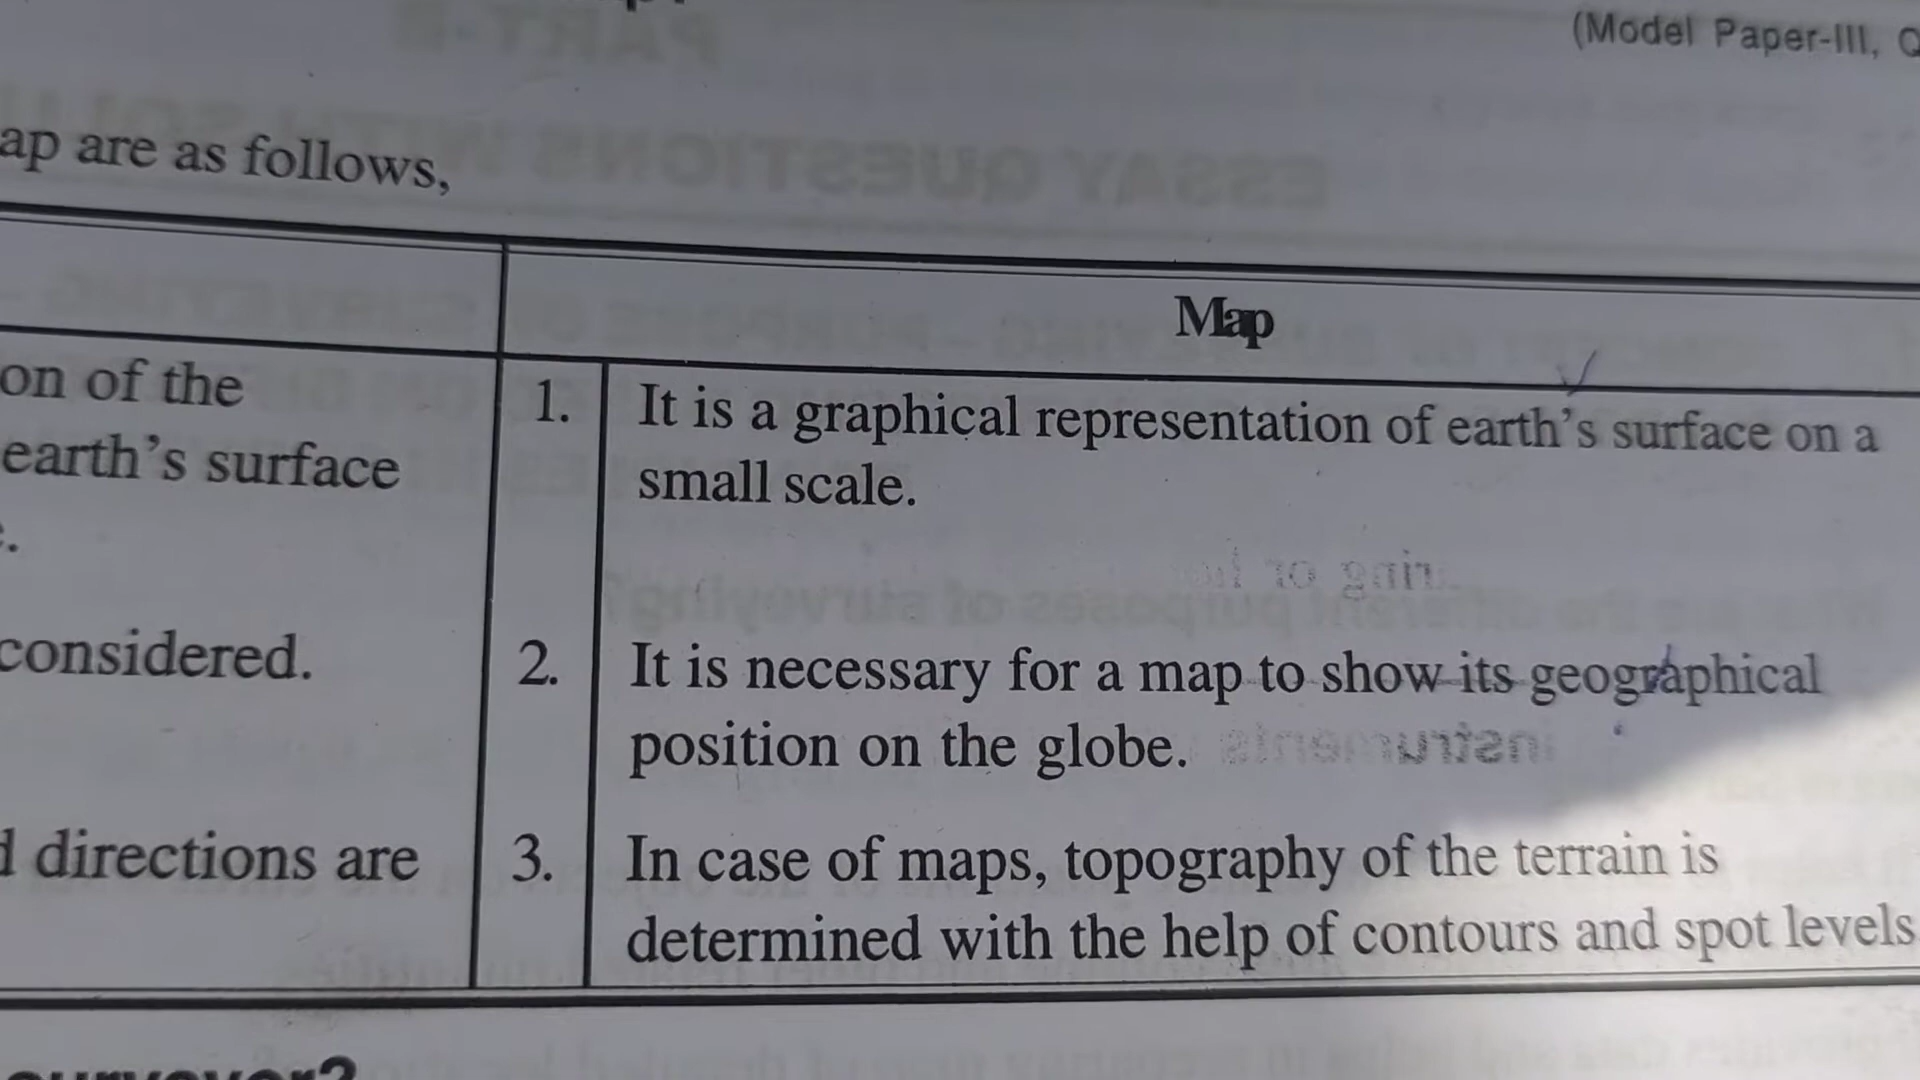 (Model Paper-III, Q
ap are as follows,
Map
on of the
earth's surface
considered.
d directions are
1. It is a graphical representation of earth's surface on a
small scale.
2. It is necessary for a map to show its geographical
position on the globe.
3. In case of maps, topography of the terrain is
determined with the help of contours and spot levels
surveyor?